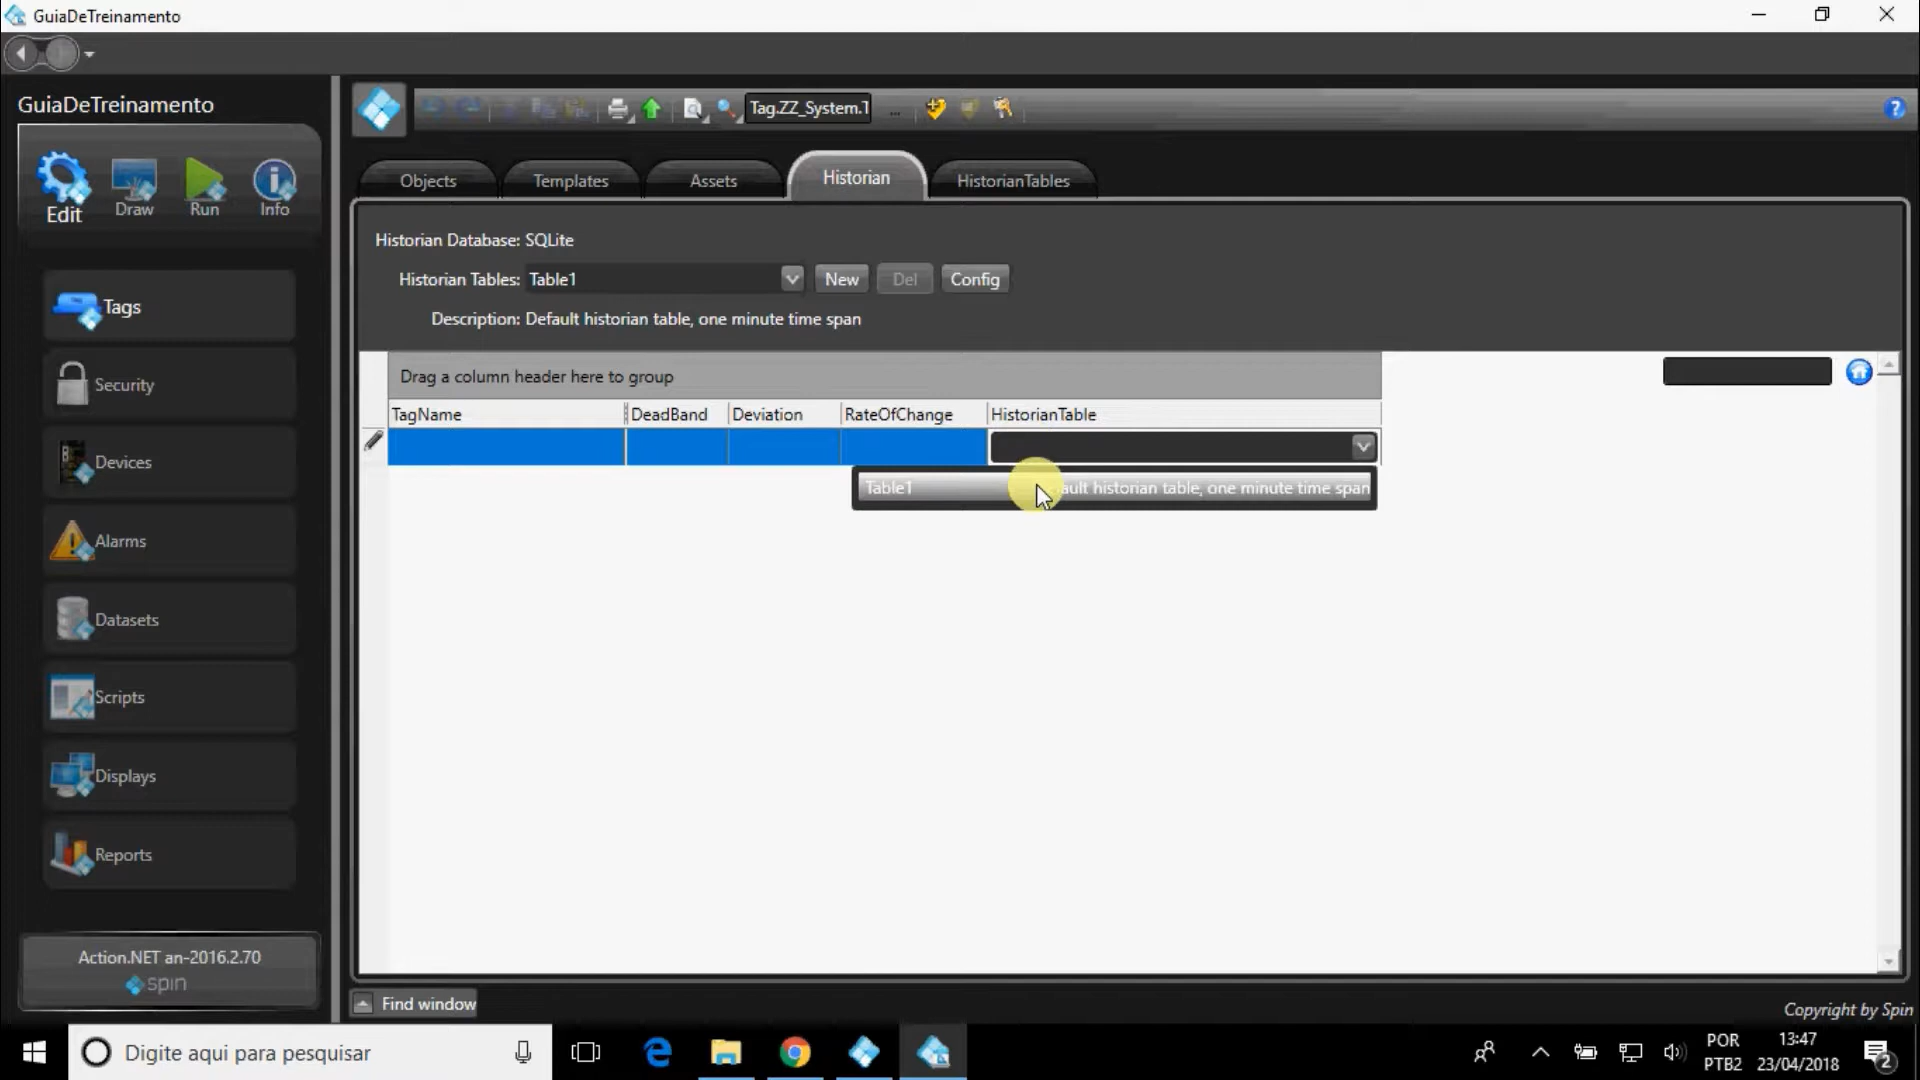 GuiaDeTreinamento
GuiaDeTreinamento
Edit
Draw
Run
Info
Tags
Security
Devices
Alarms
Datasets
Scripts
Displays
Reports
Action.NET an-2016.2.70
spin
Tag.ZZ_System.T
...
Objects
Templates
Assets
Historian
HistorianTables
Historian Database: SQLite
Historian Tables: Table1
New
Del
Config
Description: Default historian table, one minute time span
Drag a column header here to group
TagName
DeadBand
Deviation
RateOfChange
HistorianTable
Table1
ault historian table, one minute time span
Find window
Copyright by Spin
Digite aqui para pesquisar
POR
PTB2
13:47
23/04/2018
2